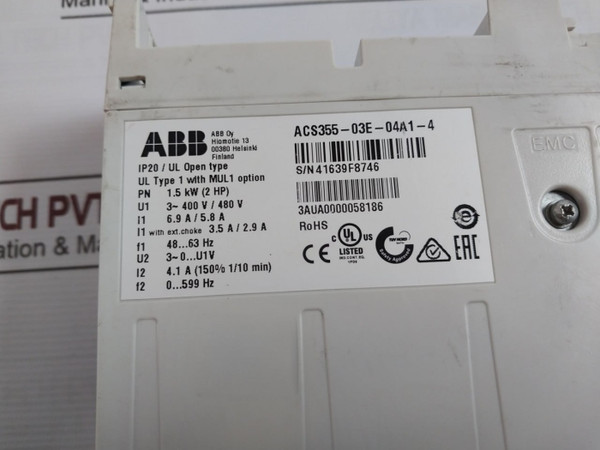 ABB
ABB Oy
Hiomotie 13
00380 Helsinki
Finland
IP20 / UL Open type
UL Type 1 with MUL1 option
PN 1.5 kW (2 HP)
U1 3~ 400 V / 480 V
I1 6.9 A / 5.8 A
I1 with ext.choke 3.5 A / 2.9 A
f1 48...63 Hz
U2 3~0...U1V
I2 4.1 A (150% 1/10 min)
f2 0...599 Hz
ACS355-03E-04A1-4
S/N 41639F8746
3AUA0000058186
RoHS
CE
UL
LISTED
EAC
EMC
CH PVT
ation & Ma